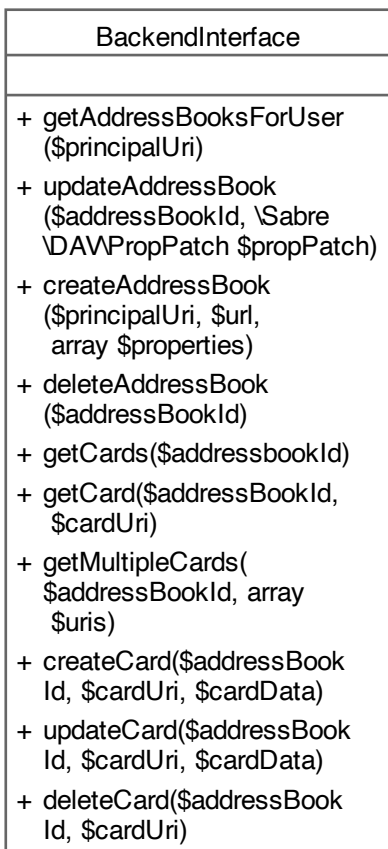 BackendInterface
+ getAddressBooksForUser
($principalUri)
+ updateAddressBook
($addressBookId, \Sabre
\DAV\PropPatch $propPatch)
+ createAddressBook
($principalUri, $url,
array $properties)
+ deleteAddressBook
($addressBookId)
+ getCards($addressbookId)
+ getCard($addressBookId,
$cardUri)
+ getMultipleCards(
$addressBookId, array
$uris)
+ createCard($addressBook
Id, $cardUri, $cardData)
+ updateCard($addressBook
Id, $cardUri, $cardData)
+ deleteCard($addressBook
Id, $cardUri)